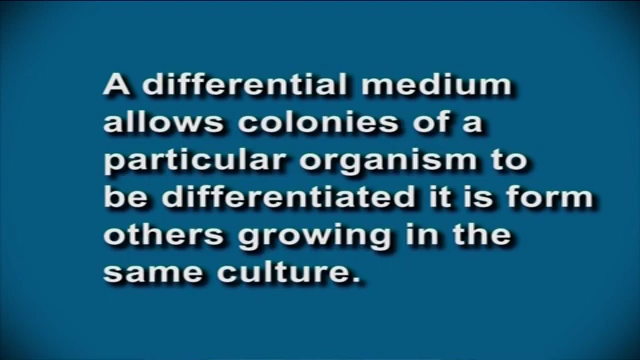 A differential medium
allows colonies of a
particular organism to
be differentiated it is form
others growing in the
same culture.